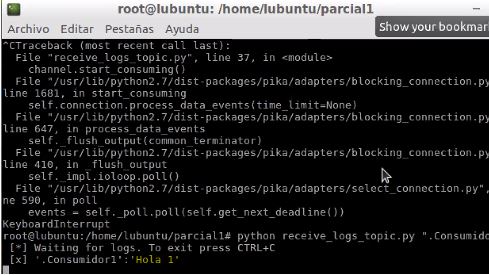 root@lubuntu: /home/lubuntu/parcial1
Archivo Editar Pestañas Ayuda
Show your bookmar
^CTraceback (most recent call last):
File "receive_logs_topic.py", line 37, in <module>
channel.start_consuming()
File "/usr/lib/python2.7/dist-packages/pika/adapters/blocking_connection.py
line 1681, in start_consuming
self.connection.process_data_events(time_limit=None)
File "/usr/lib/python2.7/dist-packages/pika/adapters/blocking_connection.py
line 647, in process_data_events
self._flush_output(common_terminator)
File "/usr/lib/python2.7/dist-packages/pika/adapters/blocking_connection.py
line 410, in _flush_output
self._impl.ioloop.poll()
File "/usr/lib/python2.7/dist-packages/pika/adapters/select_connection.py",
ne 590, in poll
events = self._poll.poll(self.get_next_deadline())
KeyboardInterrupt
root@lubuntu:/home/lubuntu/parcial1# python receive_logs_topic.py ".Consumido
[*] Waiting for logs. To exit press CTRL+C
[x] '.Consumidor1':'Hola 1'